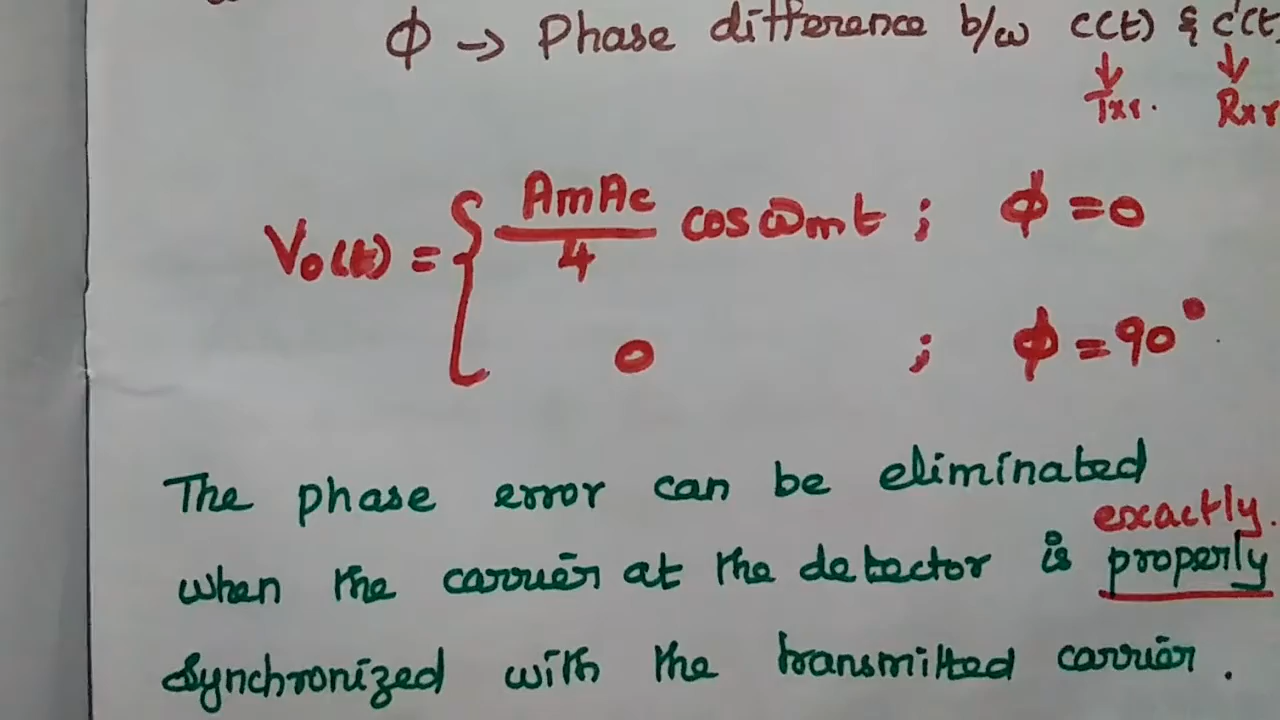 ϕ → Phase difference b/w c(t) & c'(t)
↓ ↓
Txr. Rxr
Vo(t) = { AmAc/4 cos ωmt ; ϕ = 0
0 ; ϕ = 90°
The phase error can be eliminated
exactly.
when the carrier at the detector is properly
synchronized with the transmitted carrier.